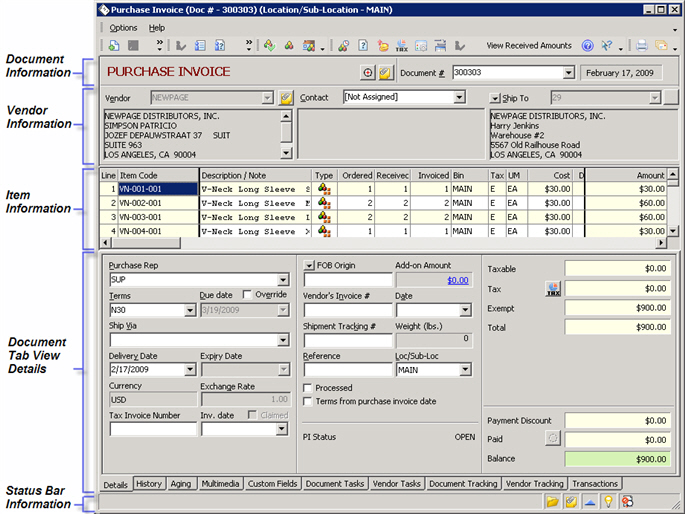 Purchase Invoice (Doc # - 300303) (Location/Sub-Location - MAIN)
Options Help
View Received Amounts
Document Information
PURCHASE INVOICE
Document #
300303
February 17, 2009
Vendor Information
Vendor
NEWPAGE
Contact
[Not Assigned]
Ship To
29
NEWPAGE DISTRIBUTORS, INC.
SIMPSON PATRICIO
JOZEF DEPAUWSTRAAT 37 SUIT
SUITE 963
LOS ANGELES, CA 90004
NEWPAGE DISTRIBUTORS, INC.
Harry Jenkins
Warehouse #2
5567 Old Railhouse Road
LOS ANGELES, CA 90004
Item Information
Line Item Code Description / Note Type Ordered Receivec Invoiced Bin Tax UM Cost D Amount
1 VN-001-001 V-Neck Long Sleeve S 1 1 1 MAIN E EA $30.00 $30.00
2 VN-002-001 V-Neck Long Sleeve M 2 2 2 MAIN E EA $30.00 $60.00
3 VN-003-001 V-Neck Long Sleeve L 2 2 2 MAIN E EA $30.00 $60.00
4 VN-004-001 V-Neck Long Sleeve X 1 1 1 MAIN E EA $30.00 $30.00
Document Tab View Details
Purchase Rep
SUP
Terms Due date Override
N30 3/19/2009
Ship Via
Delivery Date Expiry Date
2/17/2009
Currency Exchange Rate
USD 1.00
Tax Invoice Number Inv. date Claimed
FOB Origin Add-on Amount
$0.00
Vendor's Invoice # Date
Shipment Tracking # Weight (lbs.)
0
Reference Loc/Sub-Loc
MAIN
Processed
Terms from purchase invoice date
PI Status OPEN
Taxable $0.00
Tax $0.00
Exempt $900.00
Total $900.00
Payment Discount $0.00
Paid $0.00
Balance $900.00
Details History Aging Multimedia Custom Fields Document Tasks Vendor Tasks Document Tracking Vendor Tracking Transactions
Status Bar Information